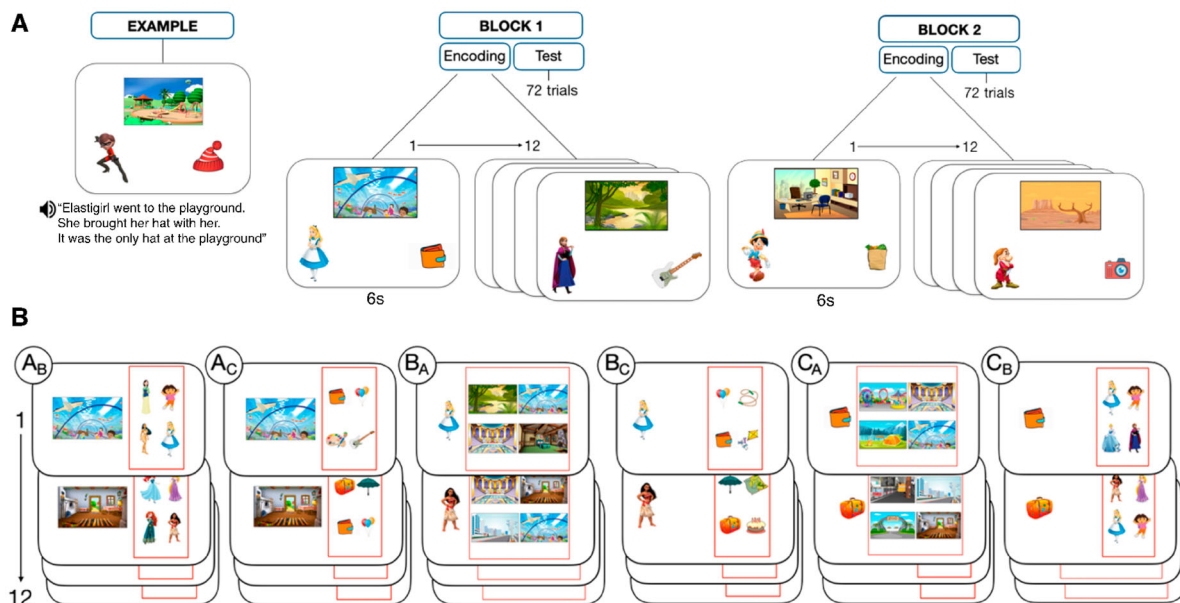 A
EXAMPLE
BLOCK 1
BLOCK 2
Encoding
Test
Encoding
Test
72 trials
72 trials
1
12
1
12
"Elastigirl went to the playground.
She brought her hat with her.
It was the only hat at the playground"
6s
6s
B
AB
AC
BA
BC
CA
CB
1
12